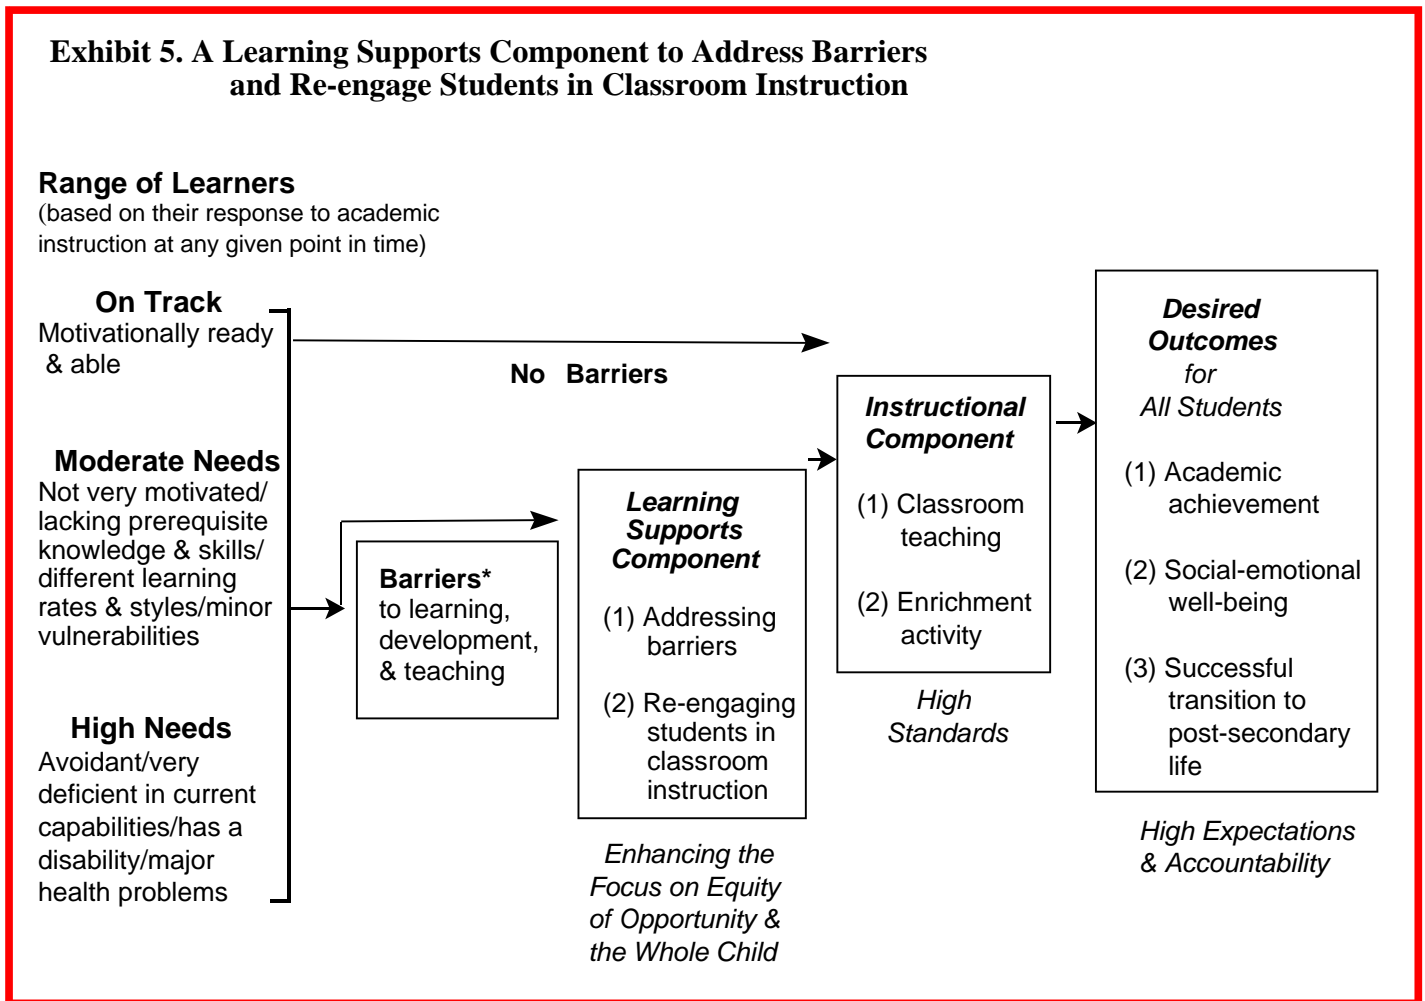 Exhibit 5. A Learning Supports Component to Address Barriers
and Re-engage Students in Classroom Instruction
Range of Learners
(based on their response to academic
instruction at any given point in time)
On Track
Motivationally ready
& able
Moderate Needs
Not very motivated/
lacking prerequisite
knowledge & skills/
different learning
rates & styles/minor
vulnerabilities
High Needs
Avoidant/very
deficient in current
capabilities/has a
disability/major
health problems
No Barriers
Barriers*
to learning,
development,
& teaching
Learning
Supports
Component
(1) Addressing
barriers
(2) Re-engaging
students in
classroom
instruction
Enhancing the
Focus on Equity
of Opportunity &
the Whole Child
Instructional
Component
(1) Classroom
teaching
(2) Enrichment
activity
High
Standards
Desired
Outcomes
for
All Students
(1) Academic
achievement
(2) Social-emotional
well-being
(3) Successful
transition to
post-secondary
life
High Expectations
& Accountability